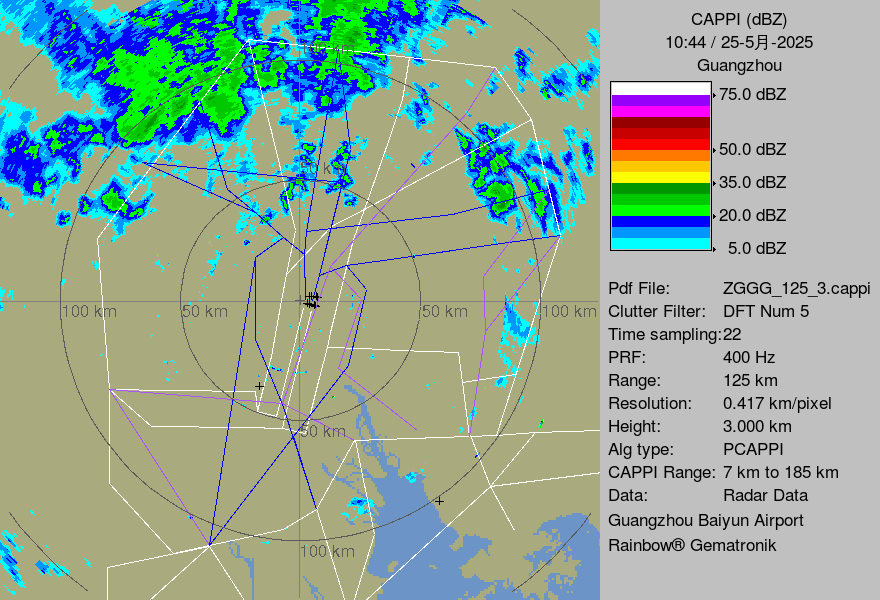 CAPPI (dBZ)
10:44 / 25-5月-2025
Guangzhou
75.0 dBZ
50.0 dBZ
35.0 dBZ
20.0 dBZ
5.0 dBZ
Pdf File: ZGGG_125_3.cappi
Clutter Filter: DFT Num 5
Time sampling:22
PRF: 400 Hz
Range: 125 km
Resolution: 0.417 km/pixel
Height: 3.000 km
Alg type: PCAPPI
CAPPI Range: 7 km to 185 km
Data: Radar Data
Guangzhou Baiyun Airport
Rainbow® Gematronik
100 km
50 km
100 km
50 km
50 km
100 km
50 km
100 km